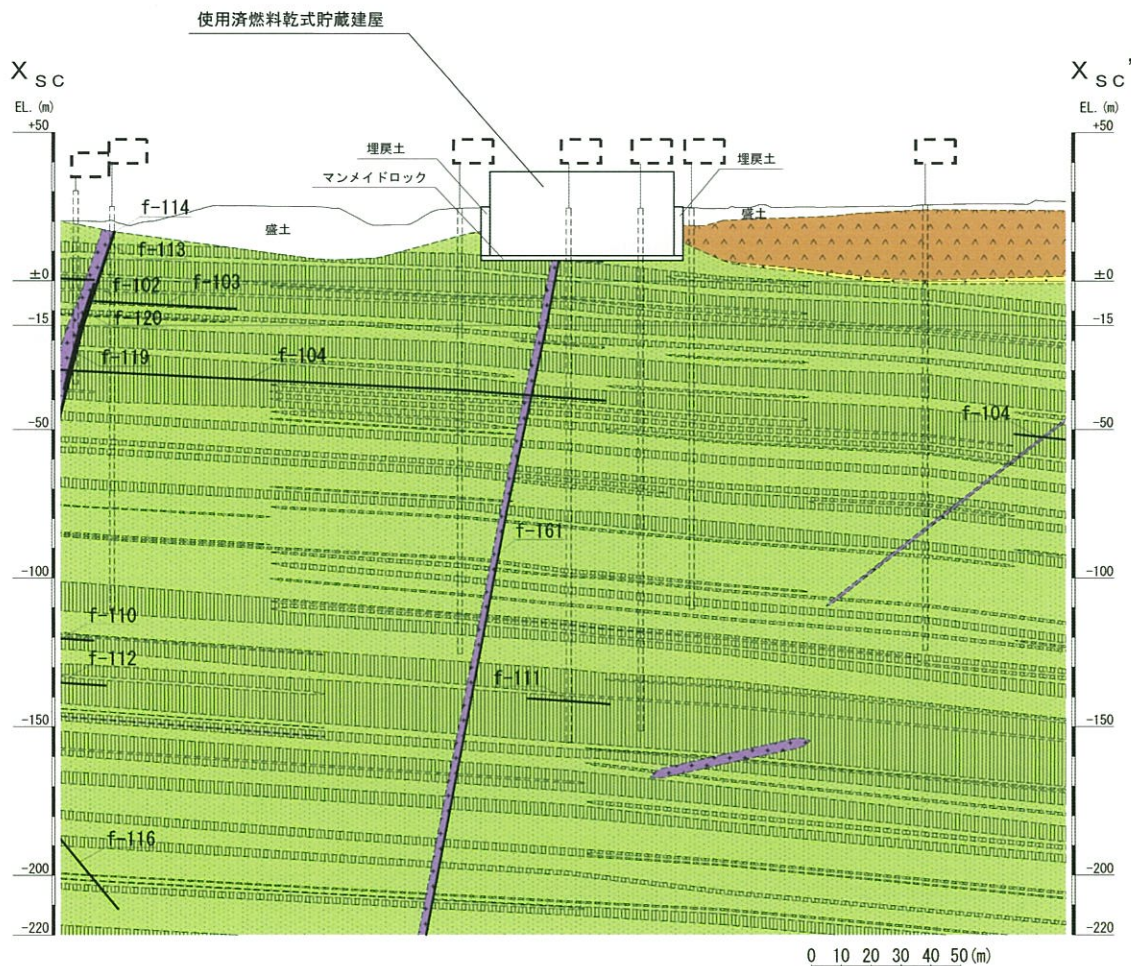 使用済燃料乾式貯蔵建屋
X SC
X SC'
EL. (m)
EL. (m)
+50
+50
埋戻土
埋戻土
マンメイドロック
f-114
盛土
盛土
f-113
±0
±0
f-102
f-103
-15
-15
f-120
f-119
f-104
f-104
-50
-50
f-161
-100
-100
f-110
f-112
f-111
-150
-150
f-116
-200
-200
-220
-220
0 10 20 30 40 50(m)